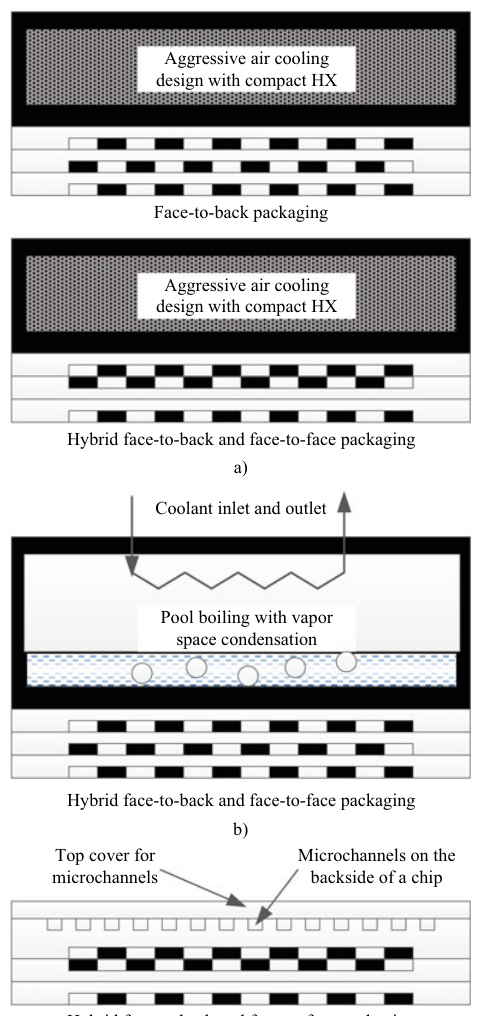 Aggressive air cooling
design with compact HX
Face-to-back packaging
Aggressive air cooling
design with compact HX
Hybrid face-to-back and face-to-face packaging
a)
Coolant inlet and outlet
Pool boiling with vapor
space condensation
Hybrid face-to-back and face-to-face packaging
b)
Top cover for
microchannels
Microchannels on the
backside of a chip